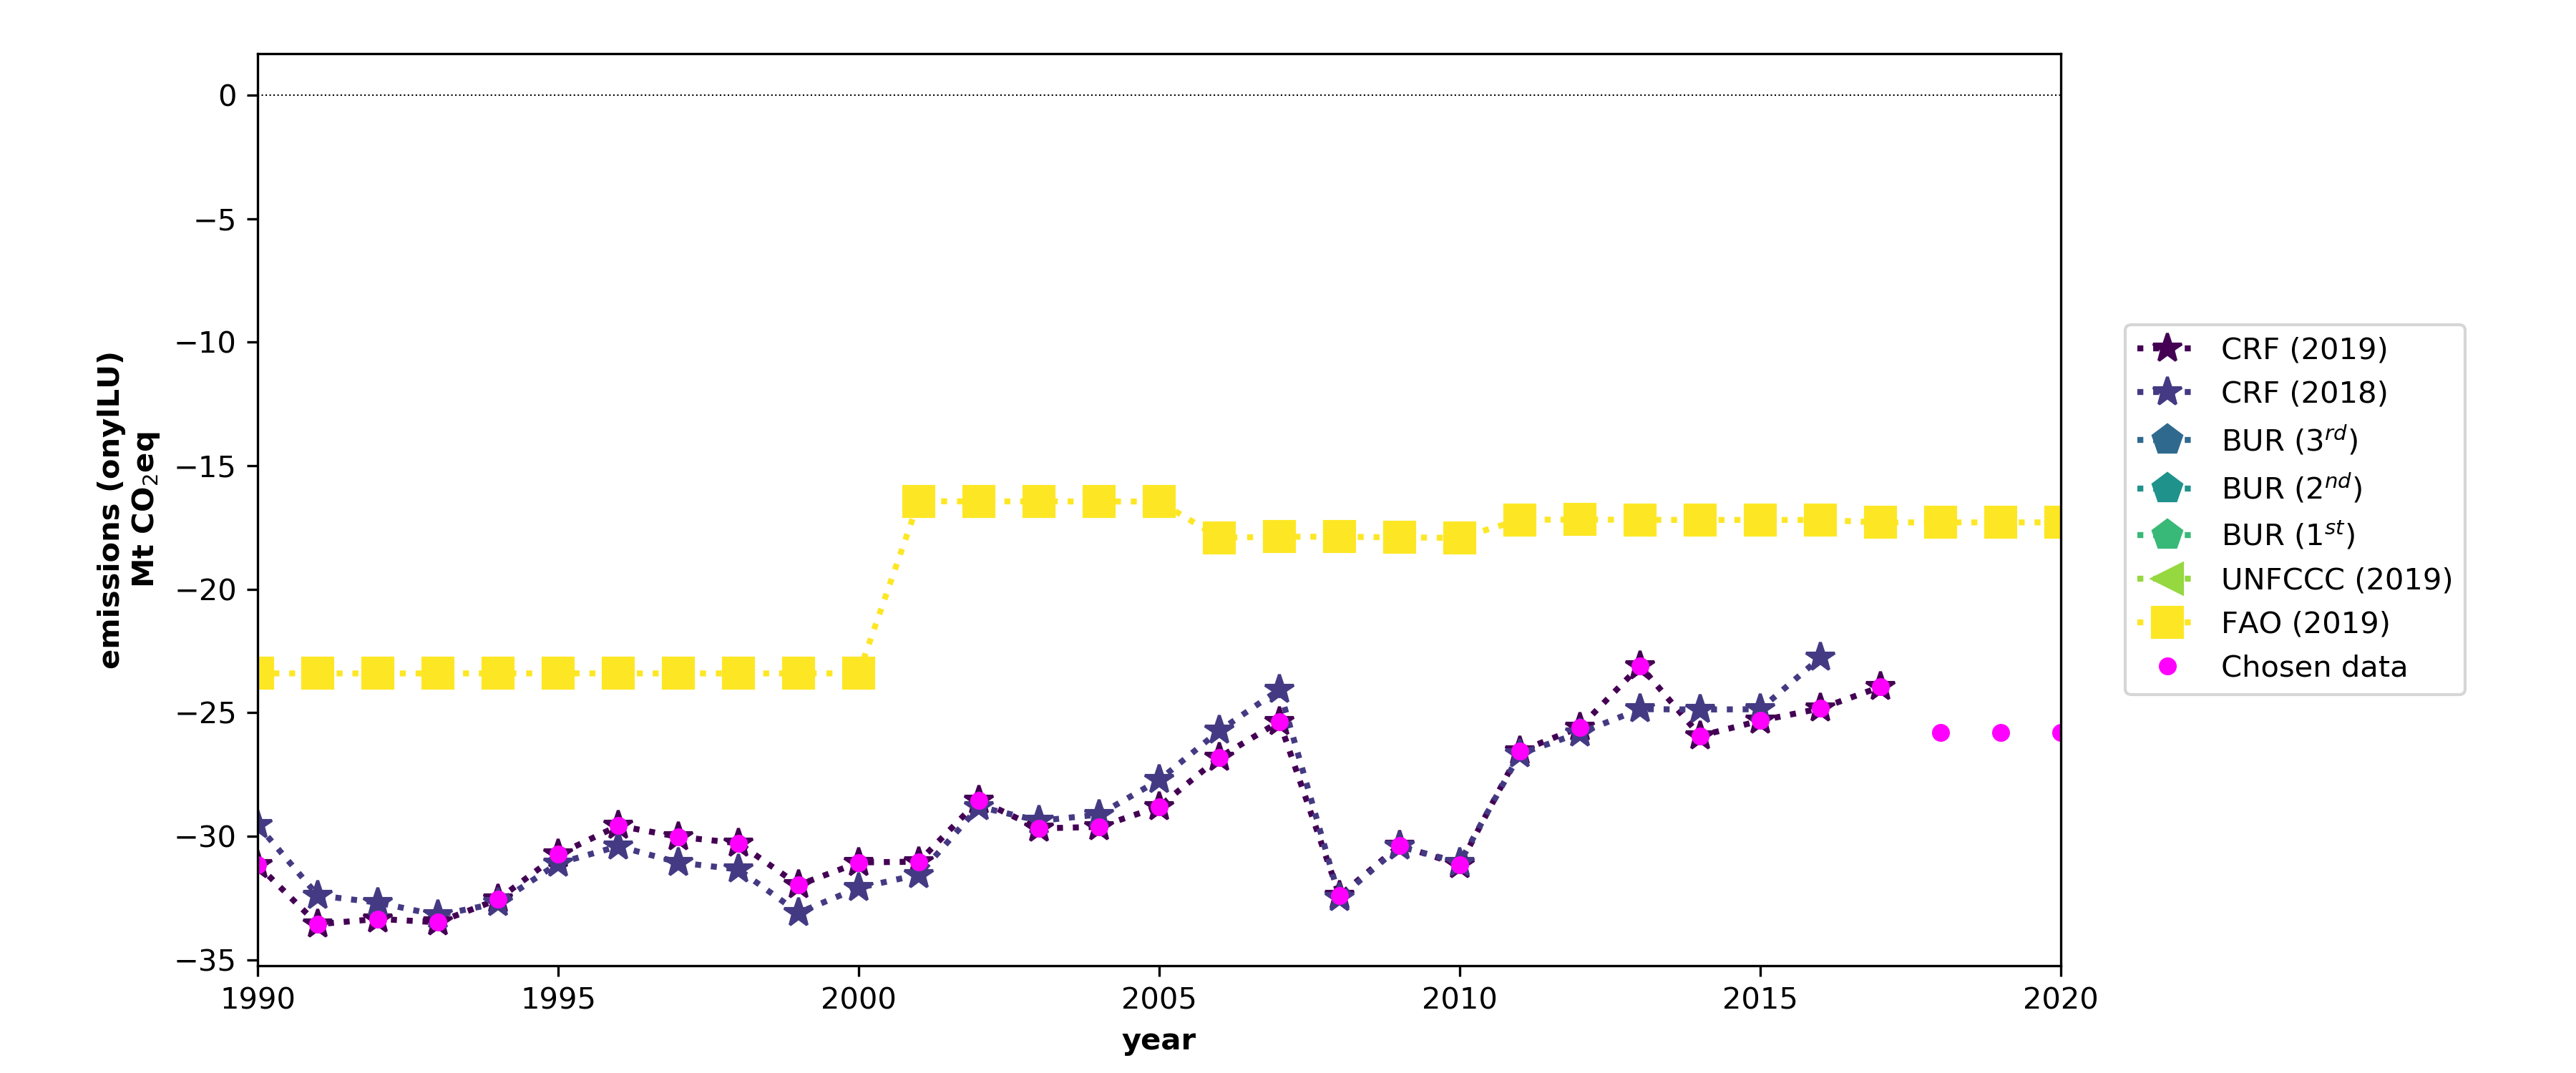 emissions (onylLU)
Mt CO₂eq
0
−5
−10
−15
−20
−25
−30
−35
1990
1995
2000
2005
2010
2015
2020
year
CRF (2019)
CRF (2018)
BUR (3ʳᵈ)
BUR (2ⁿᵈ)
BUR (1ˢᵗ)
UNFCCC (2019)
FAO (2019)
Chosen data